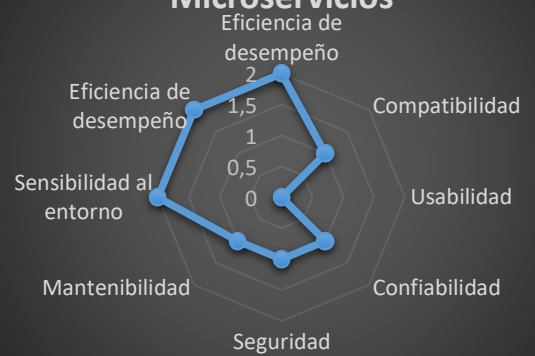 Microservicios
Eficiencia de
desempeño
2
1,5
1
0,5
0
Compatibilidad
Usabilidad
Confiabilidad
Seguridad
Mantenibilidad
Sensibilidad al
entorno
Eficiencia de
desempeño